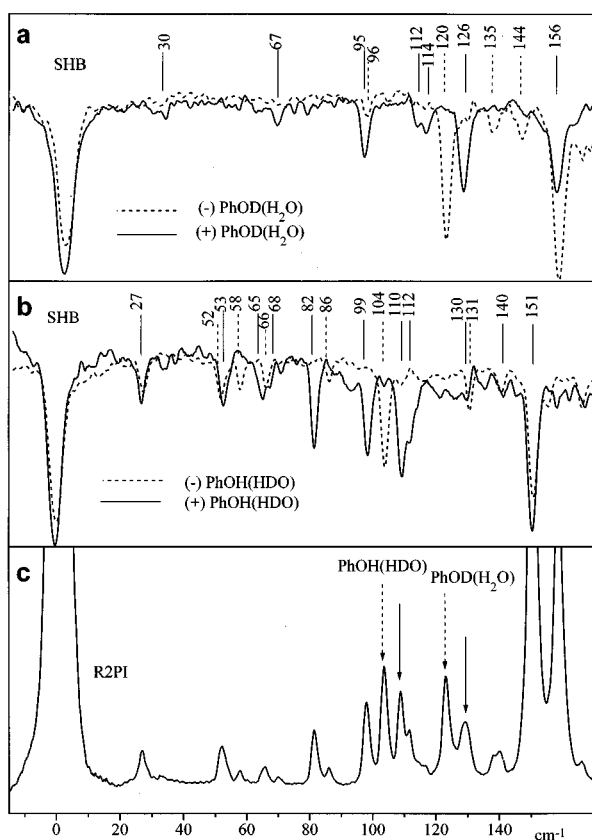 a
SHB
30
67
95
96
112
114
120
126
135
144
156
(-) PhOD(H₂O)
(+) PhOD(H₂O)
b
SHB
27
52
53
58
65
66
68
82
86
99
104
110
112
130
131
140
151
(-) PhOH(HDO)
(+) PhOH(HDO)
c
R2PI
PhOH(HDO)
PhOD(H₂O)
0 20 40 60 80 100 120 140 cm⁻¹